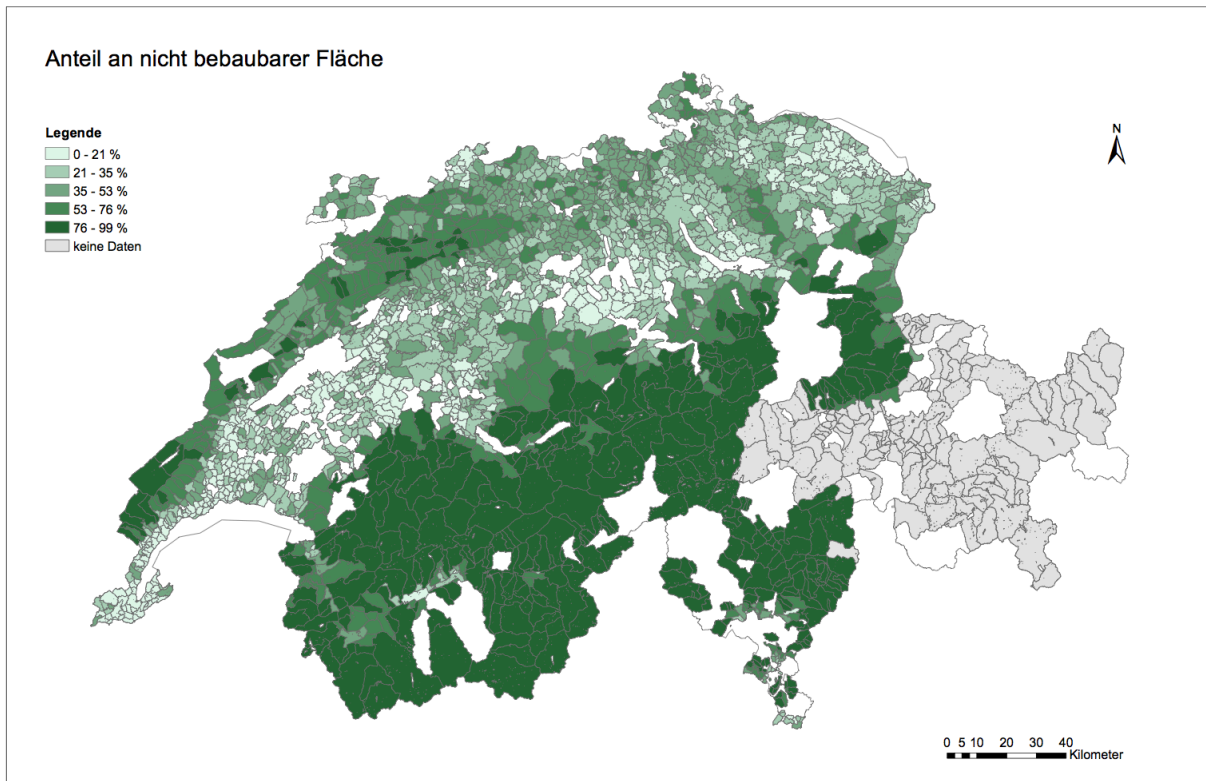 Anteil an nicht bebaubarer Fläche
Legende
0 - 21 %
21 - 35 %
35 - 53 %
53 - 76 %
76 - 99 %
keine Daten
N
0 5 10 20 30 40
Kilometer